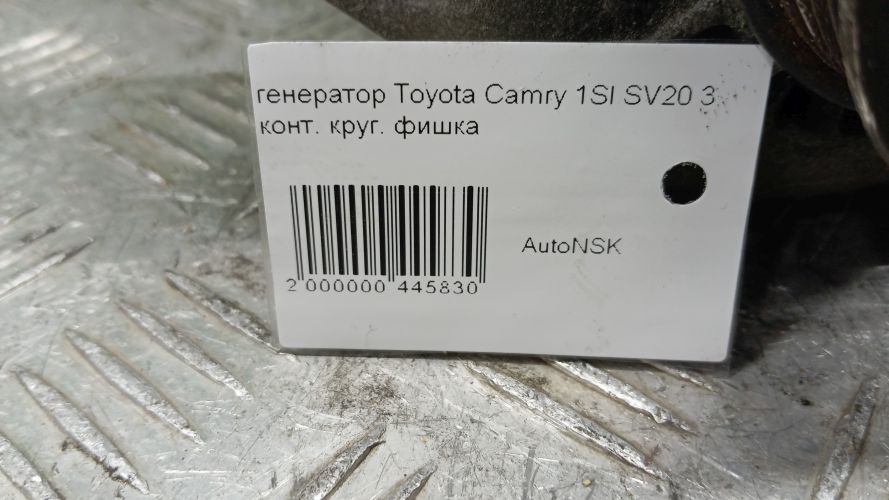 генератор Toyota Camry 1SI SV20 3
конт. круг. фишка
AutoNSK
2 000000 445830